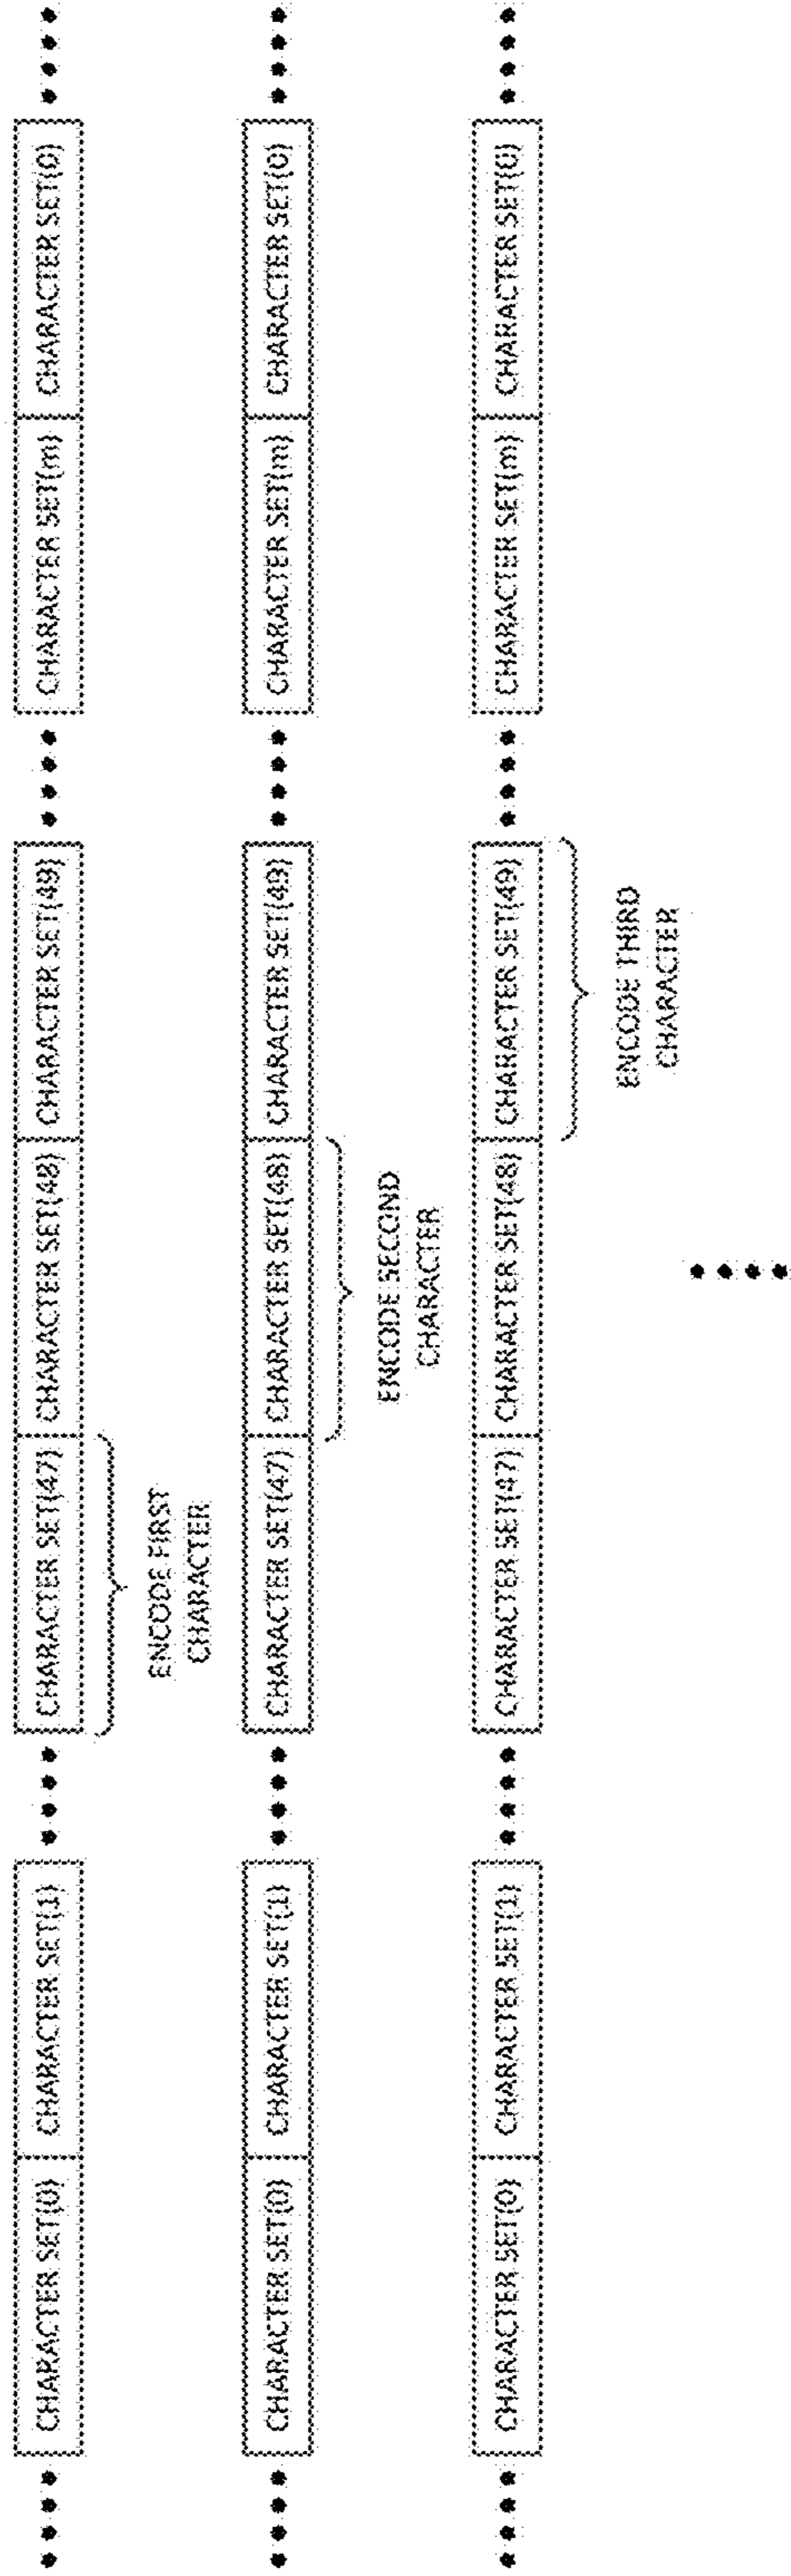 CHARACTER SET(0) CHARACTER SET(1) CHARACTER SET(47) CHARACTER SET(48) CHARACTER SET(49) CHARACTER SET(m) CHARACTER SET(0)
ENCODE FIRST
CHARACTER
CHARACTER SET(0) CHARACTER SET(1) CHARACTER SET(47) CHARACTER SET(48) CHARACTER SET(49) CHARACTER SET(m) CHARACTER SET(0)
ENCODE SECOND
CHARACTER
CHARACTER SET(0) CHARACTER SET(1) CHARACTER SET(47) CHARACTER SET(48) CHARACTER SET(49) CHARACTER SET(m) CHARACTER SET(0)
ENCODE THIRD
CHARACTER